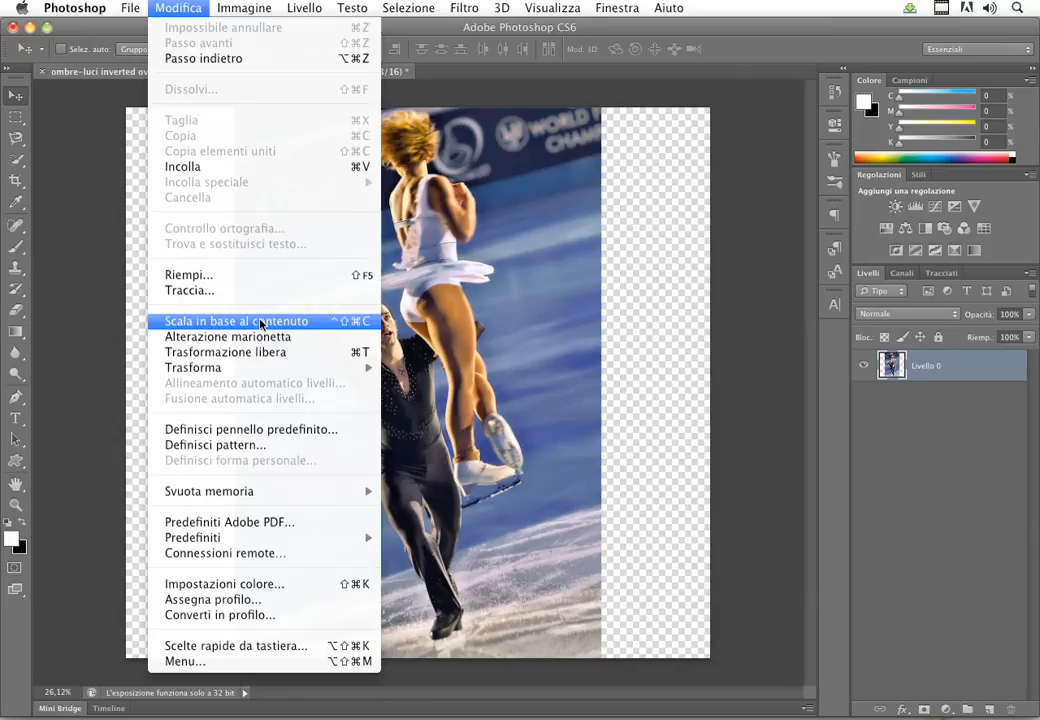 Photoshop File Modifica Immagine Livello Testo Selezione Filtro 3D Visualizza Finestra Aiuto
Adobe Photoshop CS6
Selez. auto: Gruppo
Mod. 3D:
Essenziali
ombre-luci inverted ov
/16) *
Impossibile annullare ⌘Z
Passo avanti ⇧⌘Z
Passo indietro ⌥⌘Z
Dissolvi... ⇧⌘F
Taglia ⌘X
Copia ⌘C
Copia elementi uniti ⇧⌘C
Incolla ⌘V
Incolla speciale
Cancella
Controllo ortografia...
Trova e sostituisci testo...
Riempi... ⇧F5
Traccia...
Scala in base al contenuto ^⇧⌘C
Alterazione marionetta
Trasformazione libera ⌘T
Trasforma
Allineamento automatico livelli...
Fusione automatica livelli...
Definisci pennello predefinito...
Definisci pattern...
Definisci forma personale...
Svuota memoria
Predefiniti Adobe PDF...
Predefiniti
Connessioni remote...
Impostazioni colore... ⇧⌘K
Assegna profilo...
Converti in profilo...
Scelte rapide da tastiera... ⌥⇧⌘K
Menu... ⌥⇧⌘M
WORLD F
CHAM
Colore Campioni
C 0 %
M 0 %
Y 0 %
K 0 %
Regolazioni Stili
Aggiungi una regolazione
Livelli Canali Tracciati
Tipo
Normale Opacità: 100%
Bloc.: Riemp.: 100%
Livello 0
26,12% L'esposizione funziona solo a 32 bit
Mini Bridge Timeline